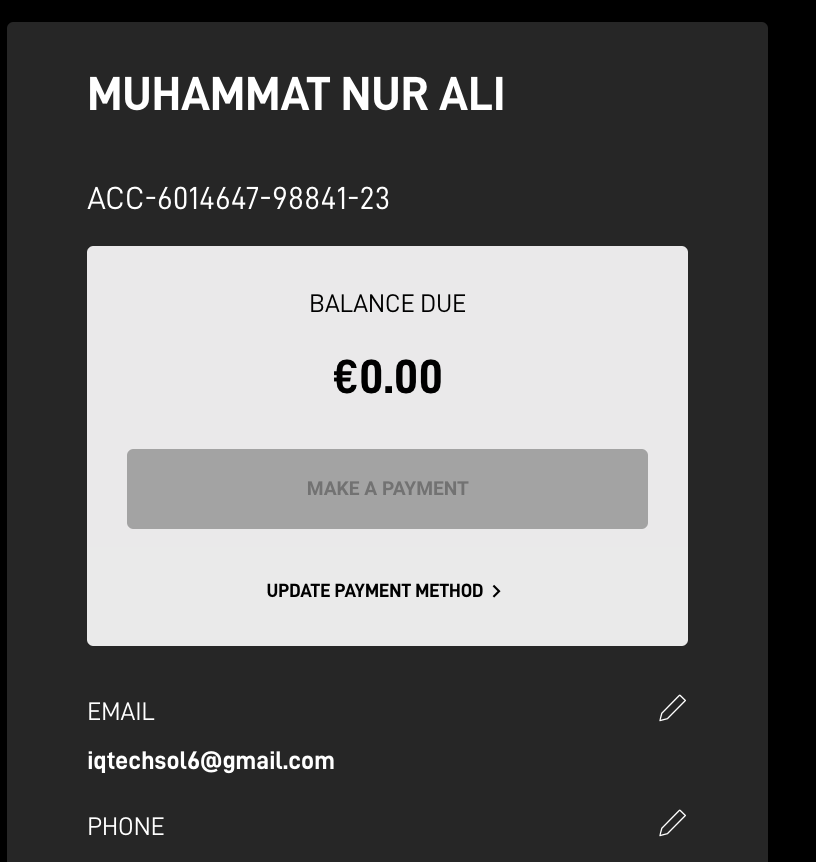 MUHAMMAT NUR ALI
ACC-6014647-98841-23
BALANCE DUE
€0.00
MAKE A PAYMENT
UPDATE PAYMENT METHOD
EMAIL
iqtechsol6@gmail.com
PHONE